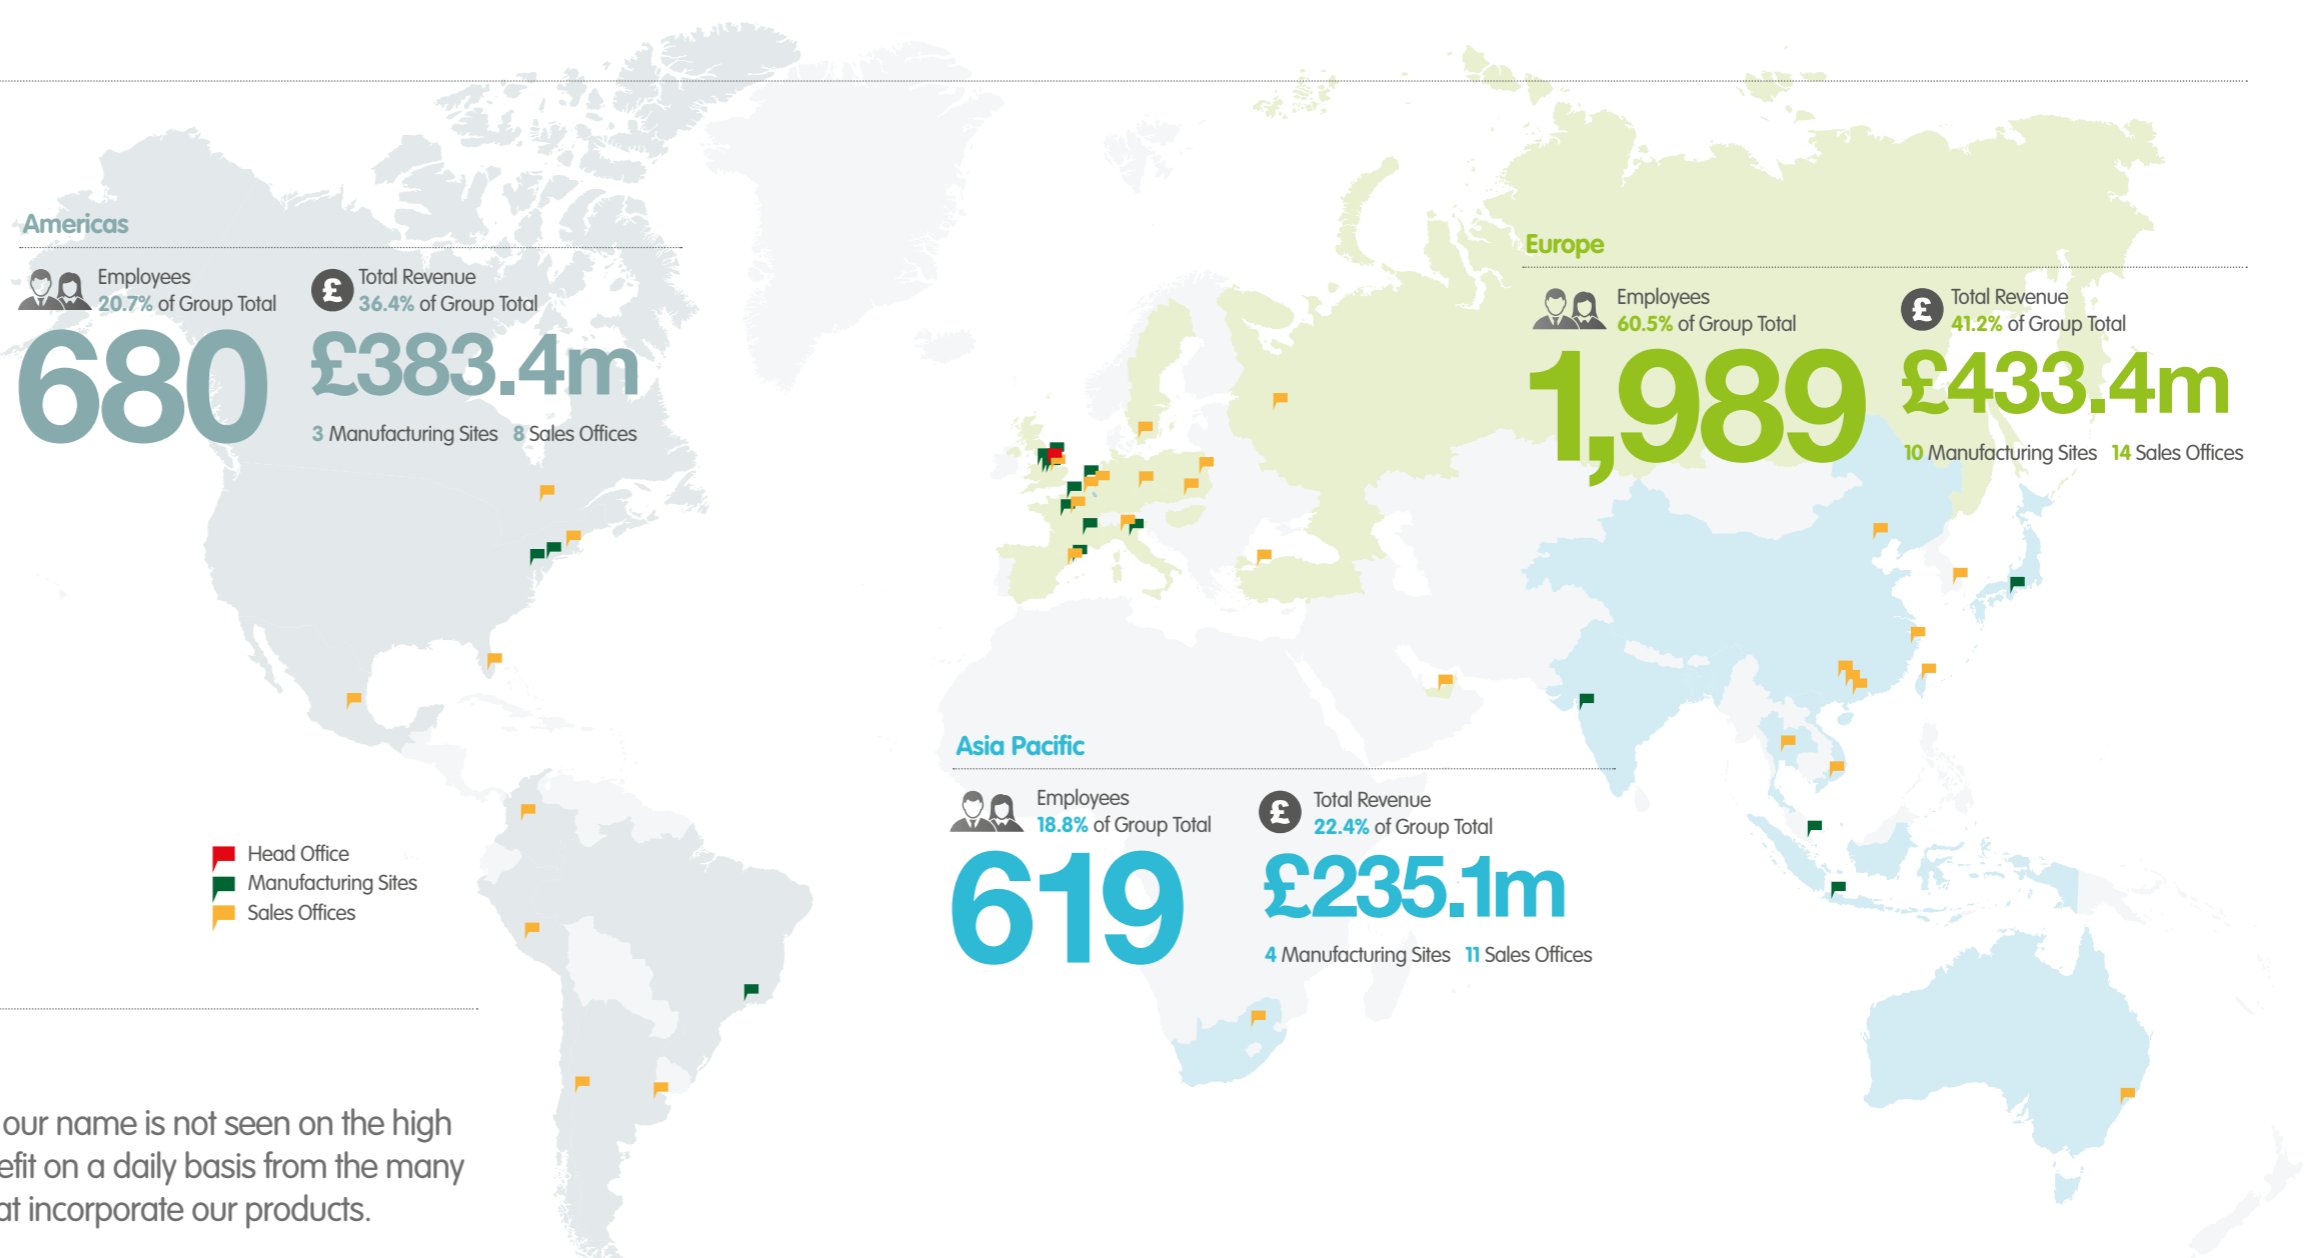 Americas
Employees
20.7% of Group Total
680
£
Total Revenue
36.4% of Group Total
£383.4m
3 Manufacturing Sites 8 Sales Offices
Europe
Employees
60.5% of Group Total
1,989
£
Total Revenue
41.2% of Group Total
£433.4m
10 Manufacturing Sites 14 Sales Offices
Asia Pacific
Employees
18.8% of Group Total
619
£
Total Revenue
22.4% of Group Total
£235.1m
4 Manufacturing Sites 11 Sales Offices
Head Office
Manufacturing Sites
Sales Offices
our name is not seen on the high
efit on a daily basis from the many
at incorporate our products.